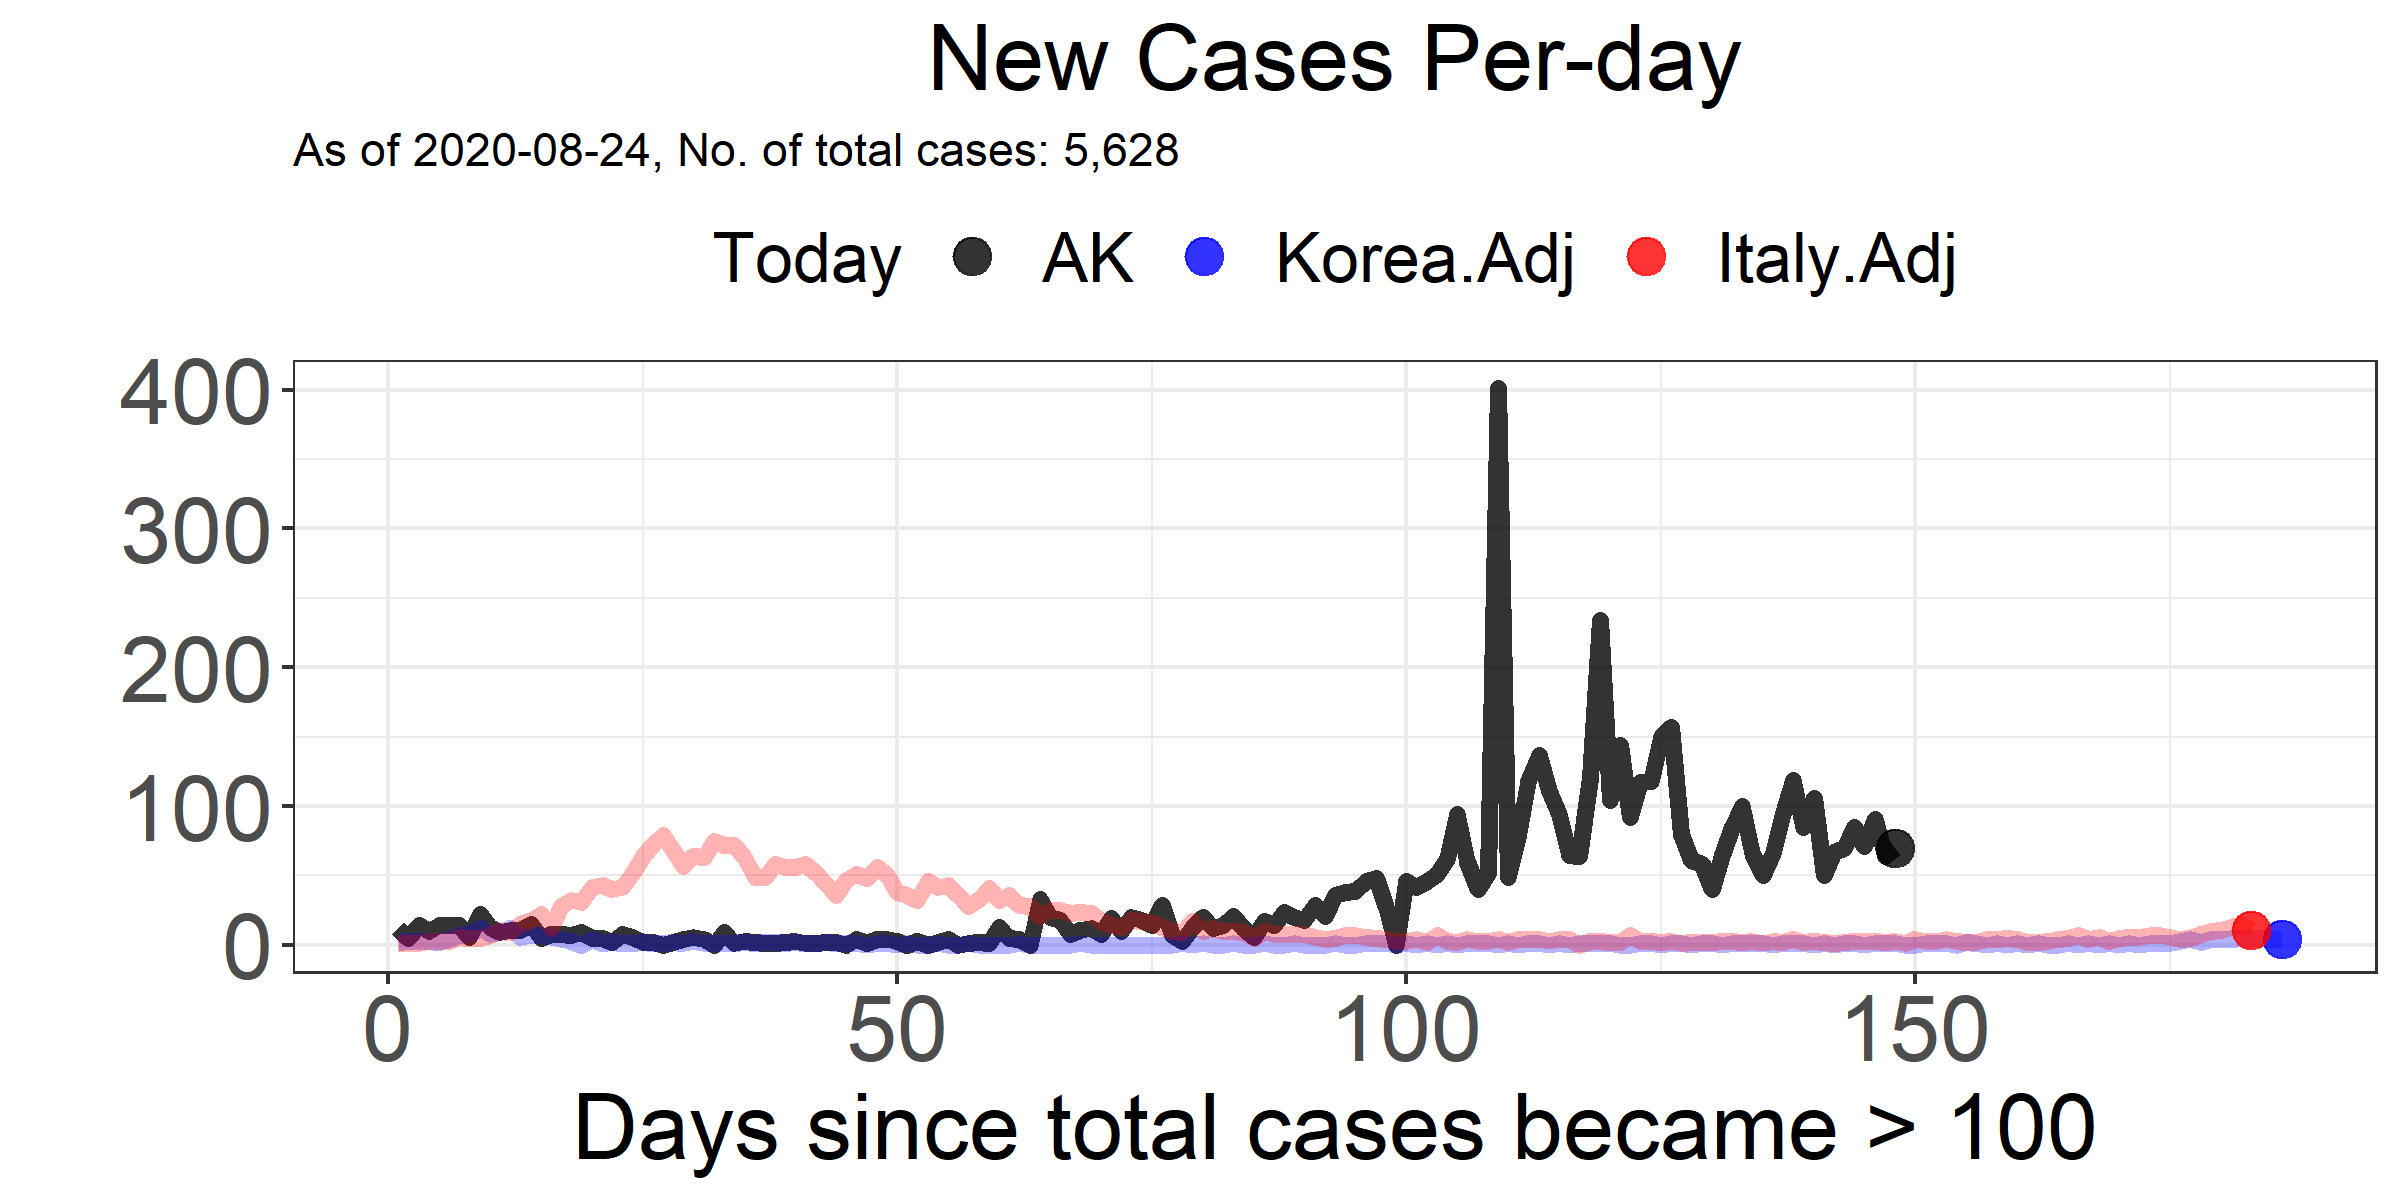 New Cases Per-day
As of 2020-08-24, No. of total cases: 5,628
Today AK Korea.Adj Italy.Adj
400
300
200
100
0
0 50 100 150
Days since total cases became > 100